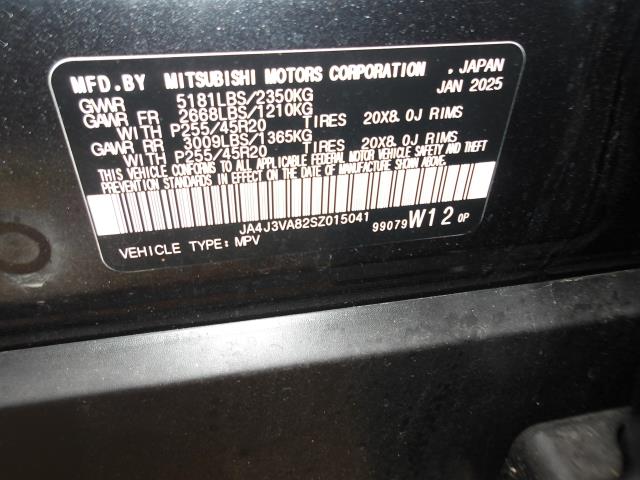 MFD.BY MITSUBISHI MOTORS CORPORATION , JAPAN
JAN 2025
GVWR 5181LBS/2350KG
GAWR FR 2668LBS/1210KG
WITH P255/45R20 TIRES 20X8.0J RIMS
GAWR RR 3009LBS/1365KG
WITH P255/45R20 TIRES 20X8.0J RIMS
THIS VEHICLE CONFORMS TO ALL APPLICABLE FEDERAL MOTOR VEHICLE SAFETY AND THEFT
PREVENTION STANDARDS IN EFFECT ON THE DATE OF MANUFACTURE SHOWN ABOVE.
JA4J3VA82SZ015041
99079 W12 0P
VEHICLE TYPE: MPV